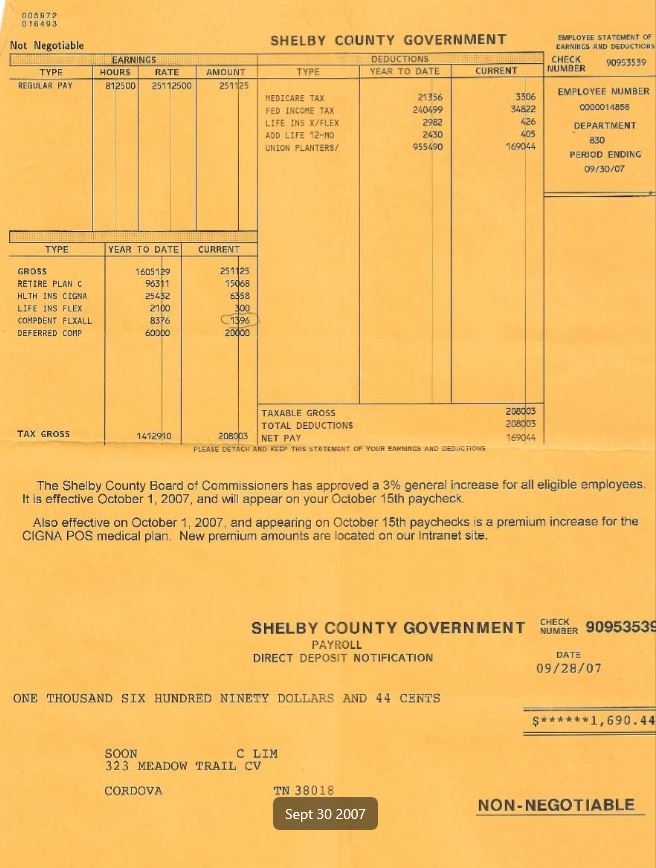 005972
016493
Not Negotiable
SHELBY COUNTY GOVERNMENT
EMPLOYEE STATEMENT OF
EARNINGS AND DEDUCTIONS
EARNINGS
TYPE HOURS RATE AMOUNT
REGULAR PAY 812500 25112500 251125
DEDUCTIONS
TYPE YEAR TO DATE CURRENT
MEDICARE TAX 21356 3306
FED INCOME TAX 240499 34822
LIFE INS X/FLEX 2982 426
ADD LIFE 12-MO 2430 405
UNION PLANTERS/ 955490 169044
CHECK
NUMBER 90953539
EMPLOYEE NUMBER
0000014856
DEPARTMENT
830
PERIOD ENDING
09/30/07
TYPE YEAR TO DATE CURRENT
GROSS 1605129 251125
RETIRE PLAN C 96311 15068
HLTH INS CIGNA 25432 6358
LIFE INS FLEX 2100 300
COMPDENT FLXALL 8376 1396
DEFERRED COMP 60000 20000
TAX GROSS 1412910 208003
TAXABLE GROSS 208003
TOTAL DEDUCTIONS 208003
NET PAY 169044
PLEASE DETACH AND KEEP THIS STATEMENT OF YOUR EARNINGS AND DEDUCTIONS
The Shelby County Board of Commissioners has approved a 3% general increase for all eligible employees.
It is effective October 1, 2007, and will appear on your October 15th paycheck.
Also effective on October 1, 2007, and appearing on October 15th paychecks is a premium increase for the
CIGNA POS medical plan. New premium amounts are located on our Intranet site.
SHELBY COUNTY GOVERNMENT
PAYROLL
DIRECT DEPOSIT NOTIFICATION
CHECK
NUMBER 90953539
DATE
09/28/07
ONE THOUSAND SIX HUNDRED NINETY DOLLARS AND 44 CENTS
$******1,690.44
SOON C LIM
323 MEADOW TRAIL CV
CORDOVA TN 38018
Sept 30 2007
NON-NEGOTIABLE